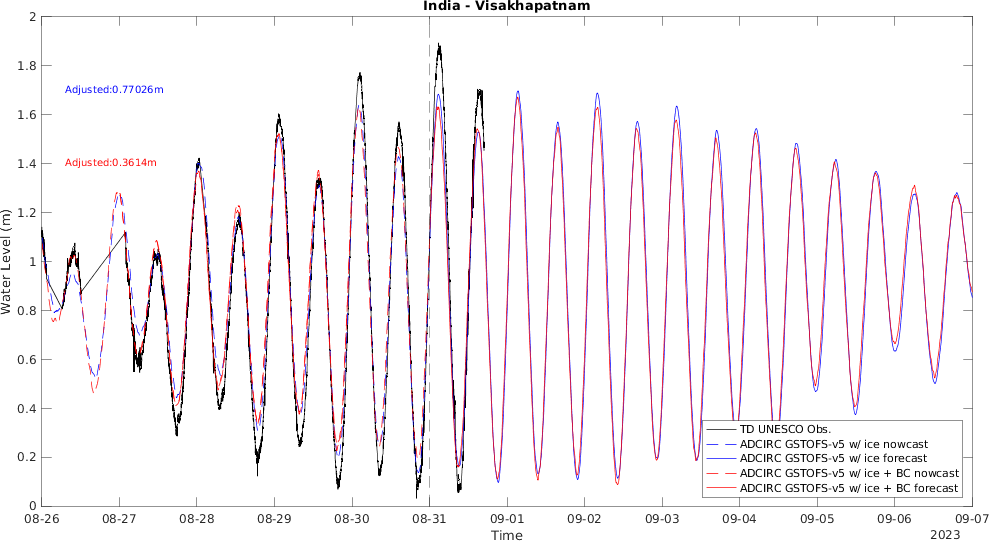 India - Visakhapatnam
2
1.8
1.6
1.4
1.2
1
0.8
0.6
0.4
0.2
0
Water Level (m)
Adjusted:0.77026m
Adjusted:0.3614m
TD UNESCO Obs.
ADCIRC GSTOFS-v5 w/ ice nowcast
ADCIRC GSTOFS-v5 w/ ice forecast
ADCIRC GSTOFS-v5 w/ ice + BC nowcast
ADCIRC GSTOFS-v5 w/ ice + BC forecast
08-26 08-27 08-28 08-29 08-30 08-31 09-01 09-02 09-03 09-04 09-05 09-06 09-07
Time
2023